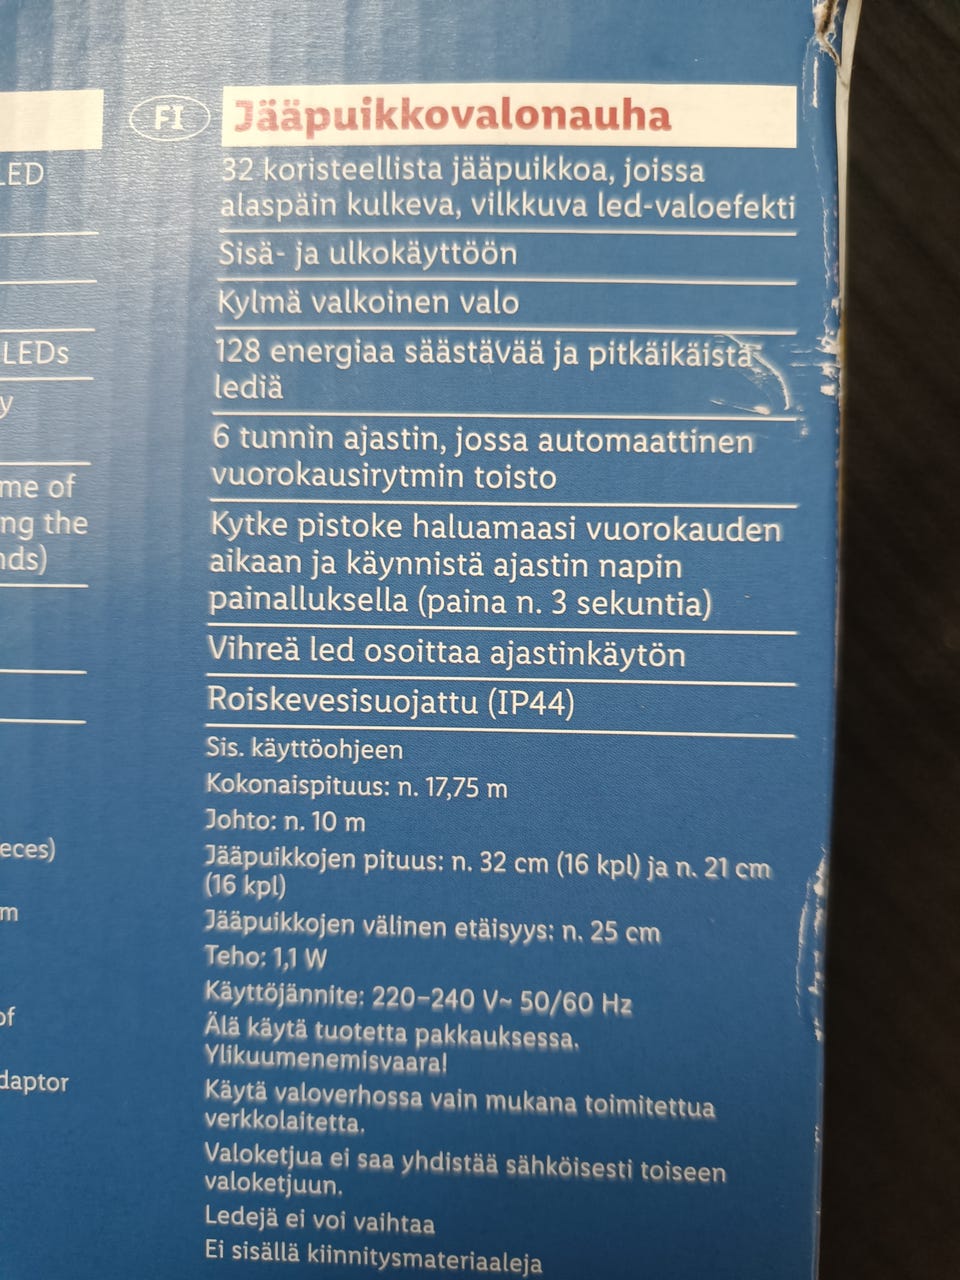 LED
LEDs
y
me of
ng the
nds)
eces)
m
of
daptor
FI
Jääpuikkovalonauha
32 koristeellista jääpuikkoa, joissa
alaspäin kulkeva, vilkkuva led-valoefekti
Sisä- ja ulkokäyttöön
Kylmä valkoinen valo
128 energiaa säästävää ja pitkäikäistä
lediä
6 tunnin ajastin, jossa automaattinen
vuorokausirytmin toisto
Kytke pistoke haluamaasi vuorokauden
aikaan ja käynnistä ajastin napin
painalluksella (paina n. 3 sekuntia)
Vihreä led osoittaa ajastinkäytön
Roiskevesisuojattu (IP44)
Sis. käyttöohjeen
Kokonaispituus: n. 17,75 m
Johto: n. 10 m
Jääpuikkojen pituus: n. 32 cm (16 kpl) ja n. 21 cm
(16 kpl)
Jääpuikkojen välinen etäisyys: n. 25 cm
Teho: 1,1 W
Käyttöjännite: 220–240 V~ 50/60 Hz
Älä käytä tuotetta pakkauksessa.
Ylikuumenemisvaara!
Käytä valoverhossa vain mukana toimitettua
verkkolaitetta.
Valoketjua ei saa yhdistää sähköisesti toiseen
valoketjuun.
Ledejä ei voi vaihtaa
Ei sisällä kiinnitysmateriaaleja